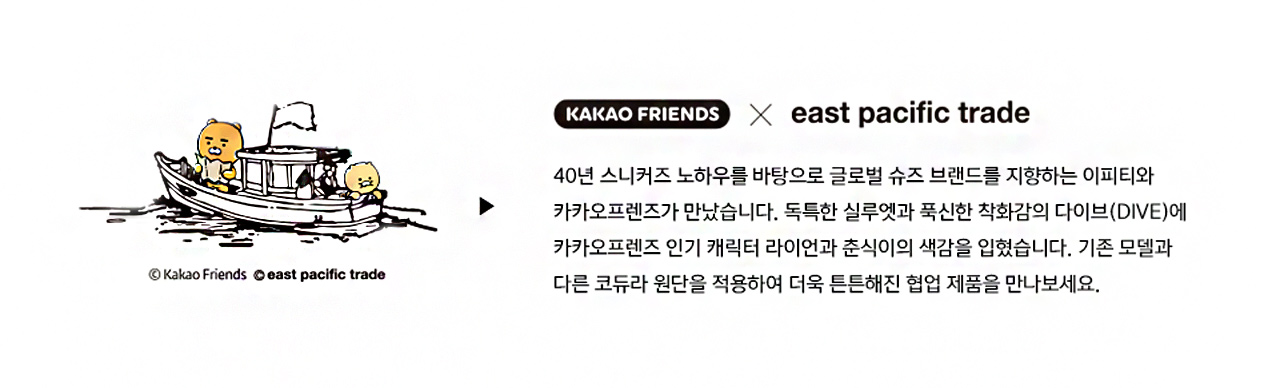 KAKAO FRIENDS × east pacific trade
40년 스니커즈 노하우를 바탕으로 글로벌 슈즈 브랜드를 지향하는 이피티와
카카오프렌즈가 만났습니다. 독특한 실루엣과 푹신한 착화감의 다이브(DIVE)에
카카오프렌즈 인기 캐릭터 라이언과 춘식이의 색감을 입혔습니다. 기존 모델과
다른 코듀라 원단을 적용하여 더욱 튼튼해진 협업 제품을 만나보세요.
© Kakao Friends © east pacific trade